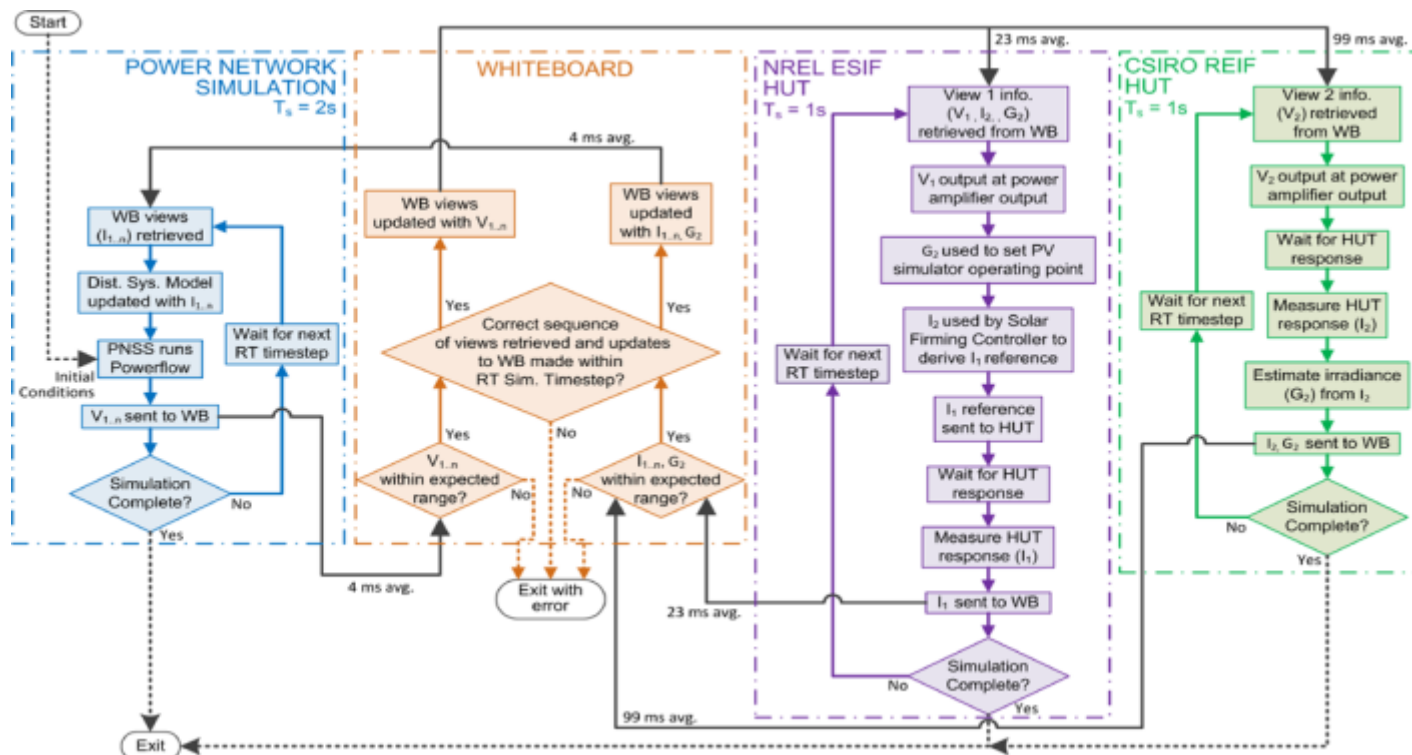 Start
POWER NETWORK
SIMULATION
Tₛ = 2s
WB views
(I₁..ₙ) retrieved
Dist. Sys. Model
updated with I₁..ₙ
PNSS runs
Powerflow
Initial
Conditions
V₁..ₙ sent to WB
Wait for next
RT timestep
Simulation
Complete?
No
Yes
Exit
WHITEBOARD
4 ms avg.
WB views
updated with V₁..ₙ
WB views
updated
with I₁..ₙ, G₂
Yes
Yes
Correct sequence
of views retrieved and updates
to WB made within
RT Sim. Timestep?
Yes
No
Yes
V₁..ₙ
within expected
range?
No
I₁..ₙ, G₂
within expected
range?
No
4 ms avg.
Exit with
error
23 ms avg.
99 ms avg.
23 ms avg.
NREL ESIF
HUT
Tₛ = 1s
View 1 info.
(V₁, I₂, G₂)
retrieved from WB
V₁ output at power
amplifier output
G₂ used to set PV
simulator operating point
I₂ used by Solar
Firming Controller to
derive I₁ reference
Wait for next
RT timestep
I₁ reference
sent to HUT
Wait for HUT
response
Measure HUT
response (I₁)
I₁ sent to WB
Simulation
Complete?
No
Yes
99 ms avg.
CSIRO REIF
HUT
Tₛ = 1s
View 2 info.
(V₂) retrieved
from WB
V₂ output at power
amplifier output
Wait for HUT
response
Wait for next
RT timestep
Measure HUT
response (I₂)
Estimate irradiance
(G₂) from I₂
I₂, G₂ sent to WB
Simulation
Complete?
No
Yes